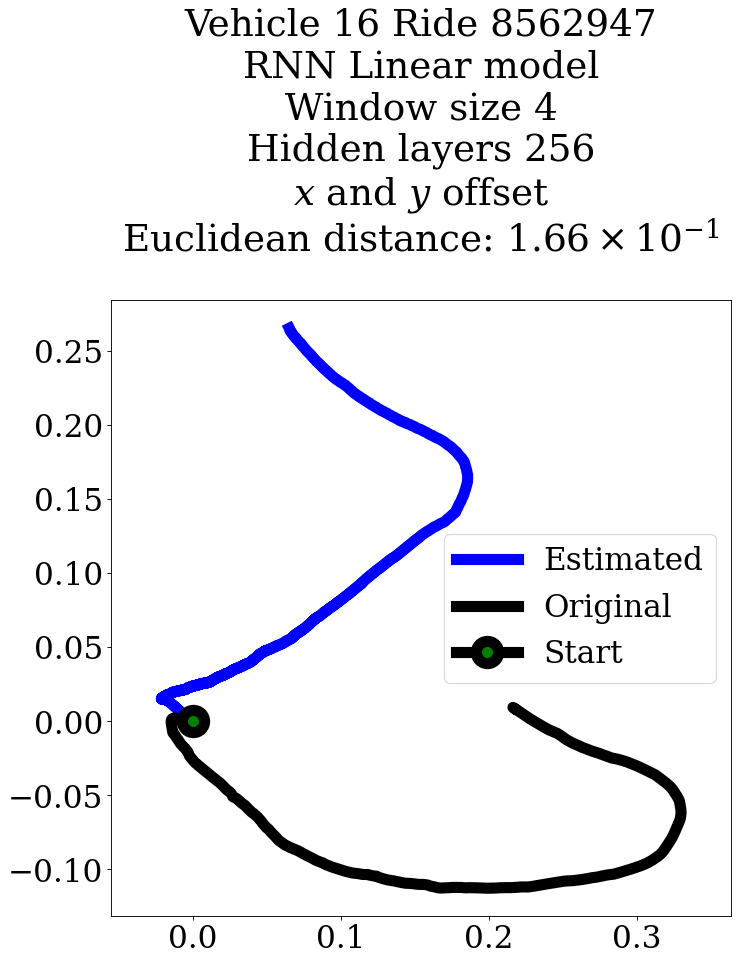 Vehicle 16 Ride 8562947
RNN Linear model
Window size 4
Hidden layers 256
x and y offset
Euclidean distance: 1.66 × 10⁻¹
0.25
0.20
0.15
0.10
0.05
0.00
−0.05
−0.10
Estimated
Original
Start
0.0 0.1 0.2 0.3